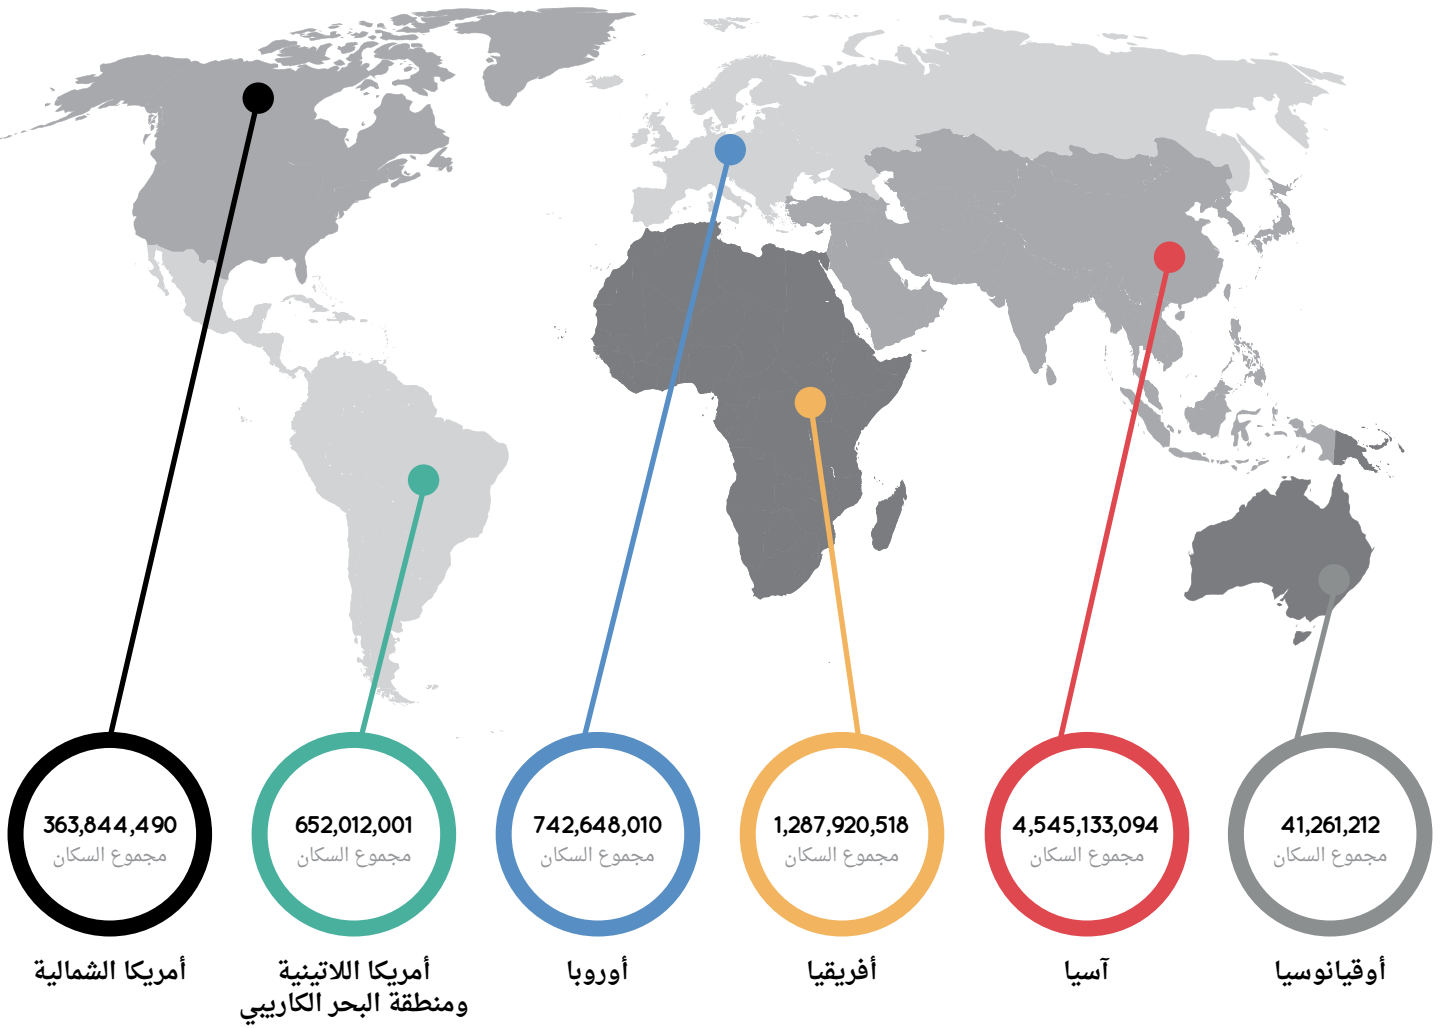 363,844,490
مجموع السكان
أمريكا الشمالية
652,012,001
مجموع السكان
أمريكا اللاتينية
ومنطقة البحر الكاريبي
742,648,010
مجموع السكان
أوروبا
1,287,920,518
مجموع السكان
أفريقيا
4,545,133,094
مجموع السكان
آسيا
41,261,212
مجموع السكان
أوقيانوسيا